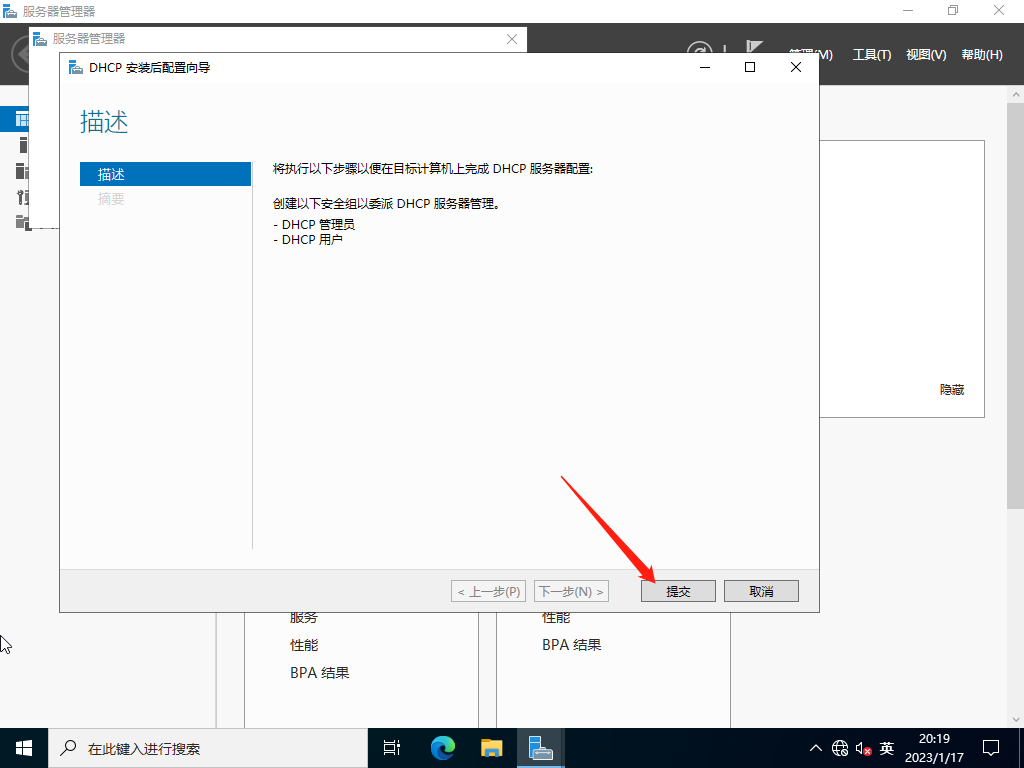 服务器管理器
服务器管理器
管理(M) 工具(T) 视图(V) 帮助(H)
DHCP 安装后配置向导
描述
描述
摘要
将执行以下步骤以便在目标计算机上完成 DHCP 服务器配置:
创建以下安全组以委派 DHCP 服务器管理。
- DHCP 管理员
- DHCP 用户
隐藏
< 上一步(P) 下一步(N) > 提交 取消
服务
性能
BPA 结果
性能
BPA 结果
在此键入进行搜索
英
20:19
2023/1/17